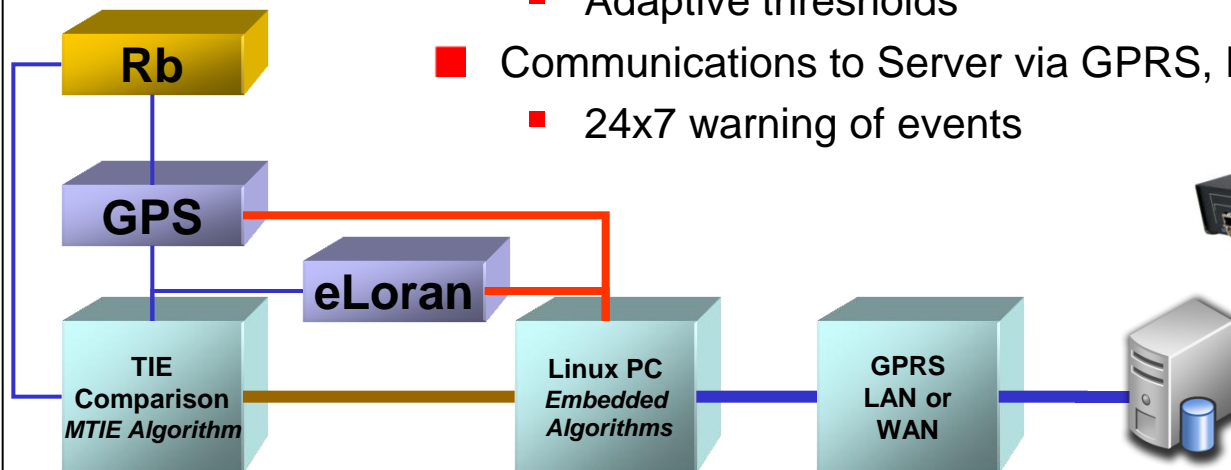 Adaptive thresholds
Communications to Server via GPRS,
24x7 warning of events
Rb
GPS
eLoran
TIE
Comparison
MTIE Algorithm
Linux PC
Embedded
Algorithms
GPRS
LAN or
WAN